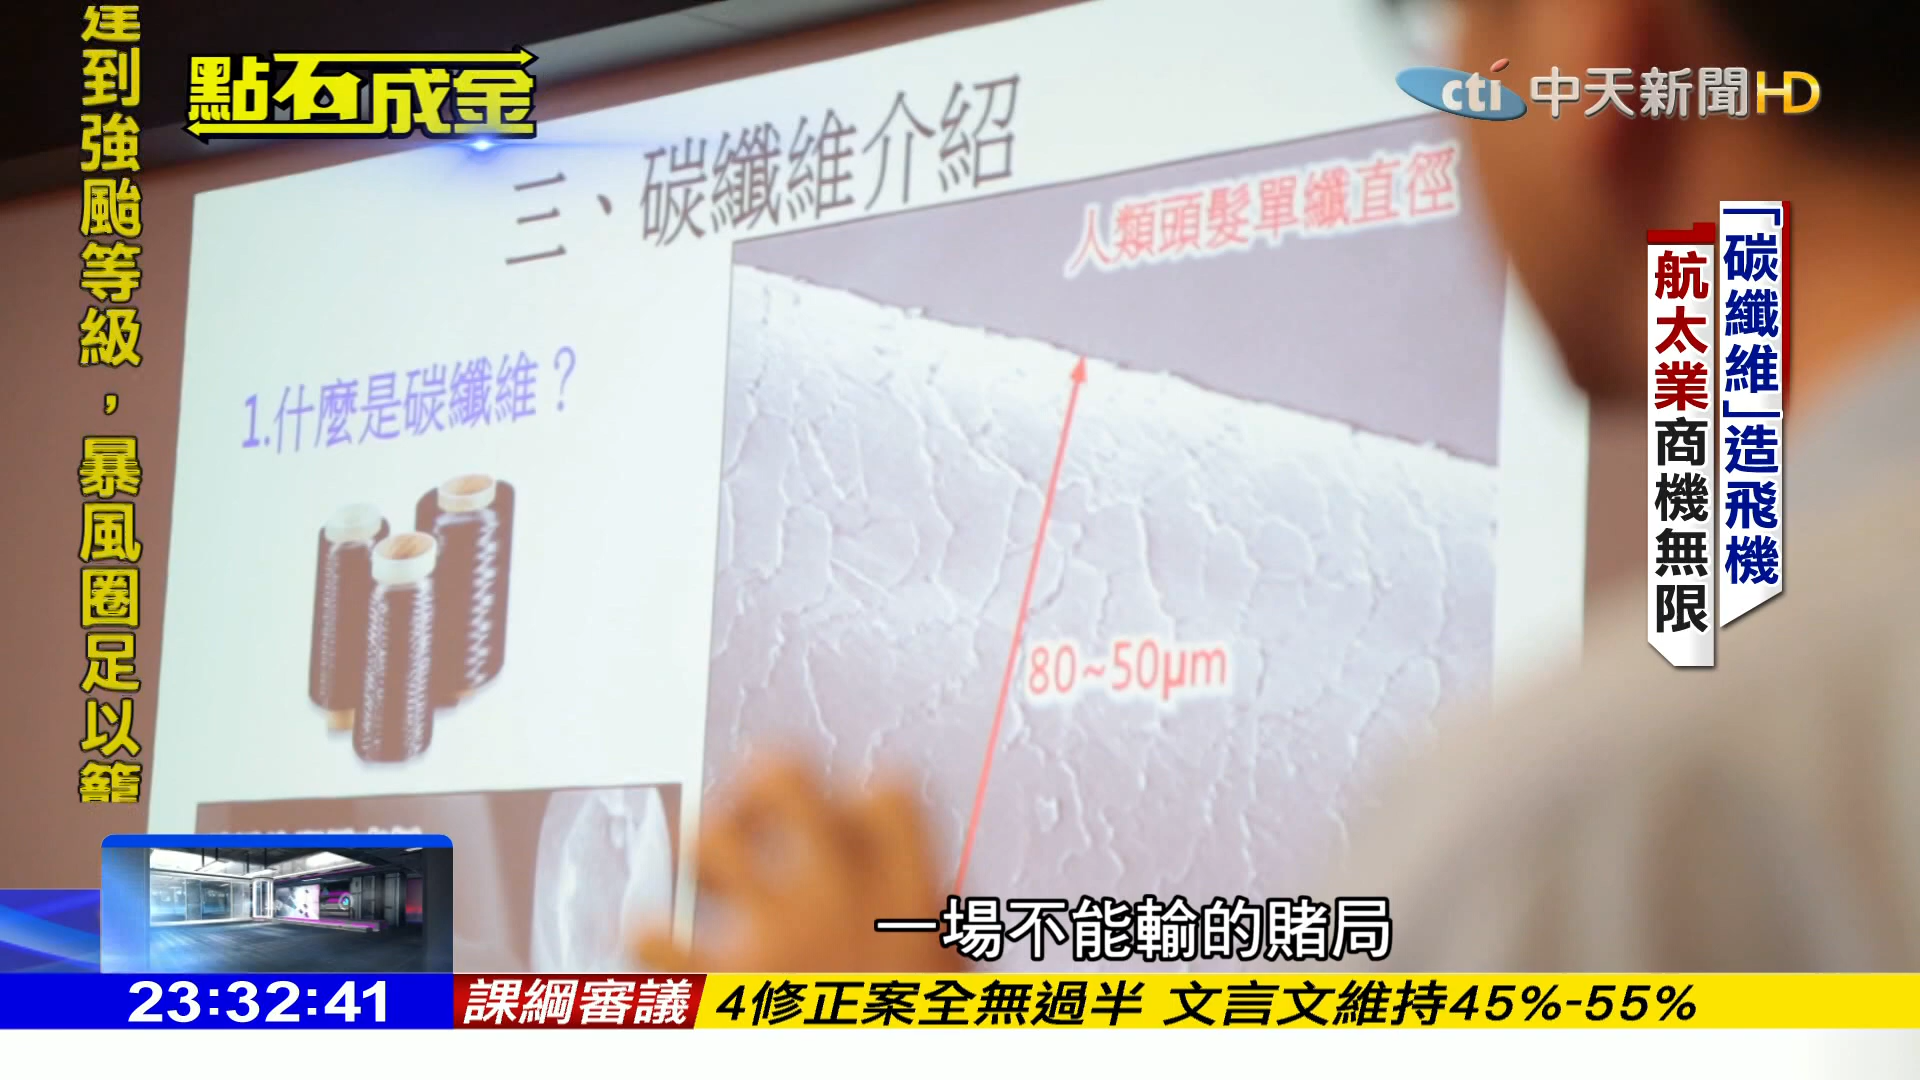 達到強颱等級，暴風圈足以籠
點石成金
cti 中天新聞HD
三、碳纖維介紹
人類頭髮單纖直徑
1.什麼是碳纖維？
80~50μm
「碳纖維」造飛機
航太業商機無限
一場不能輸的賭局
23:32:41
課綱審議
4修正案全無過半 文言文維持45%-55%